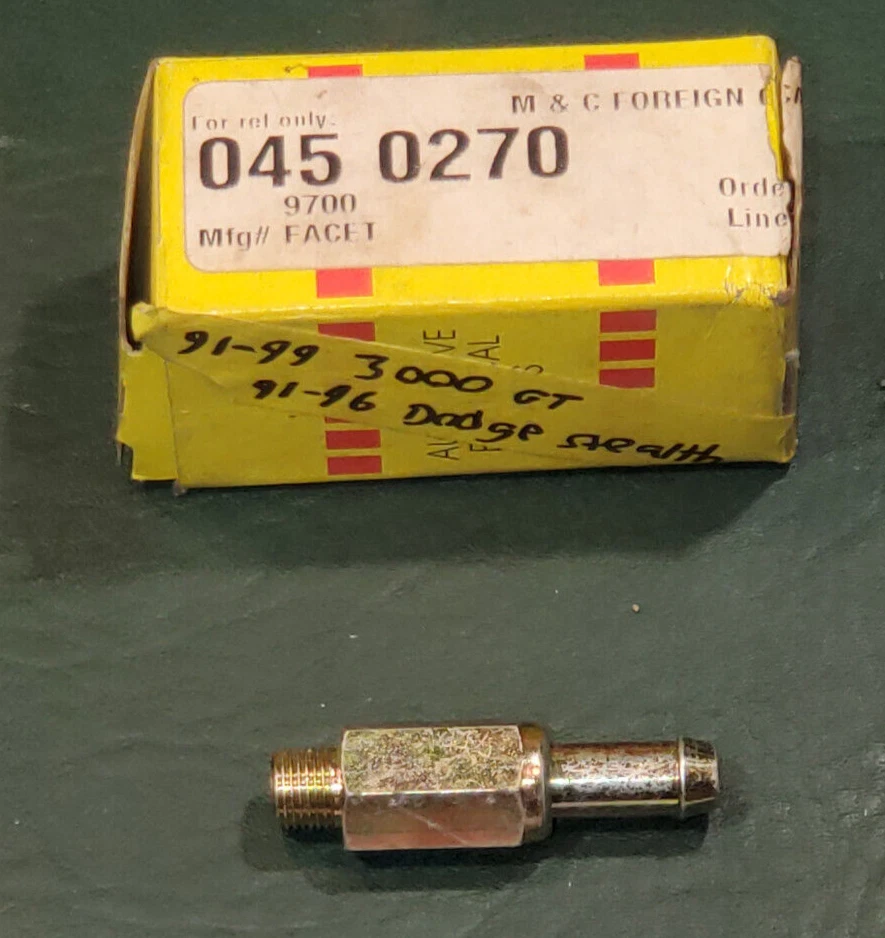 M & C FOREIGN
For ref only.
045 0270
9700
Mfg# FACET
Orde
Line
91-99 3000 GT
91-96 Dodge Stealth